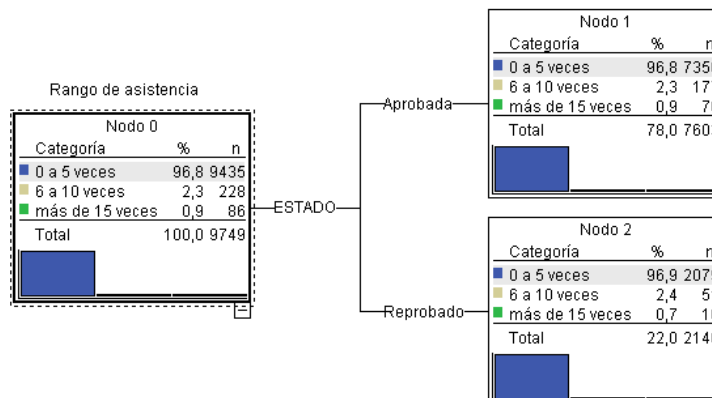 Rango de asistencia
Nodo 0
Categoría % n
0 a 5 veces 96,8 9435
6 a 10 veces 2,3 228
más de 15 veces 0,9 86
Total 100,0 9749
ESTADO
Aprobada
Nodo 1
Categoría % n
0 a 5 veces 96,8
6 a 10 veces 2,3
más de 15 veces 0,9
Total 78,0
Reprobado
Nodo 2
Categoría % n
0 a 5 veces 96,9
6 a 10 veces 2,4
más de 15 veces 0,7
Total 22,0